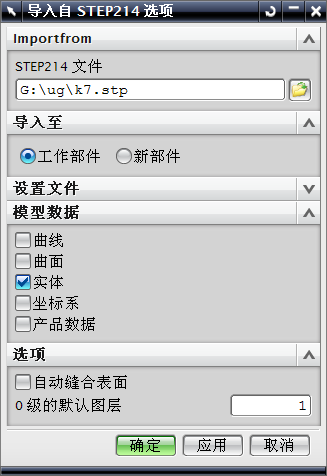 导入自 STEP214 选项
Importfrom
STEP214 文件
G:\ug\k7.stp
导入至
工作部件 新部件
设置文件
模型数据
曲线
曲面
实体
坐标系
产品数据
选项
自动缝合表面
0 级的默认图层 1
确定 应用 取消